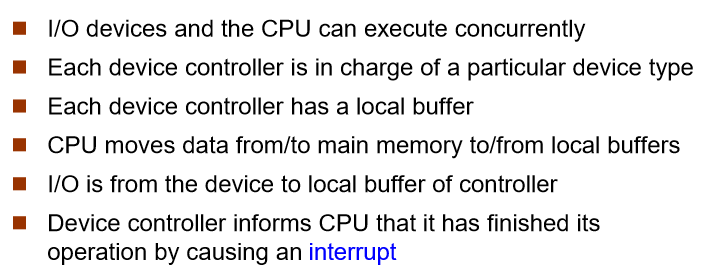 I/O devices and the CPU can execute concurrently
Each device controller is in charge of a particular device type
Each device controller has a local buffer
CPU moves data from/to main memory to/from local buffers
I/O is from the device to local buffer of controller
Device controller informs CPU that it has finished its
operation by causing an interrupt